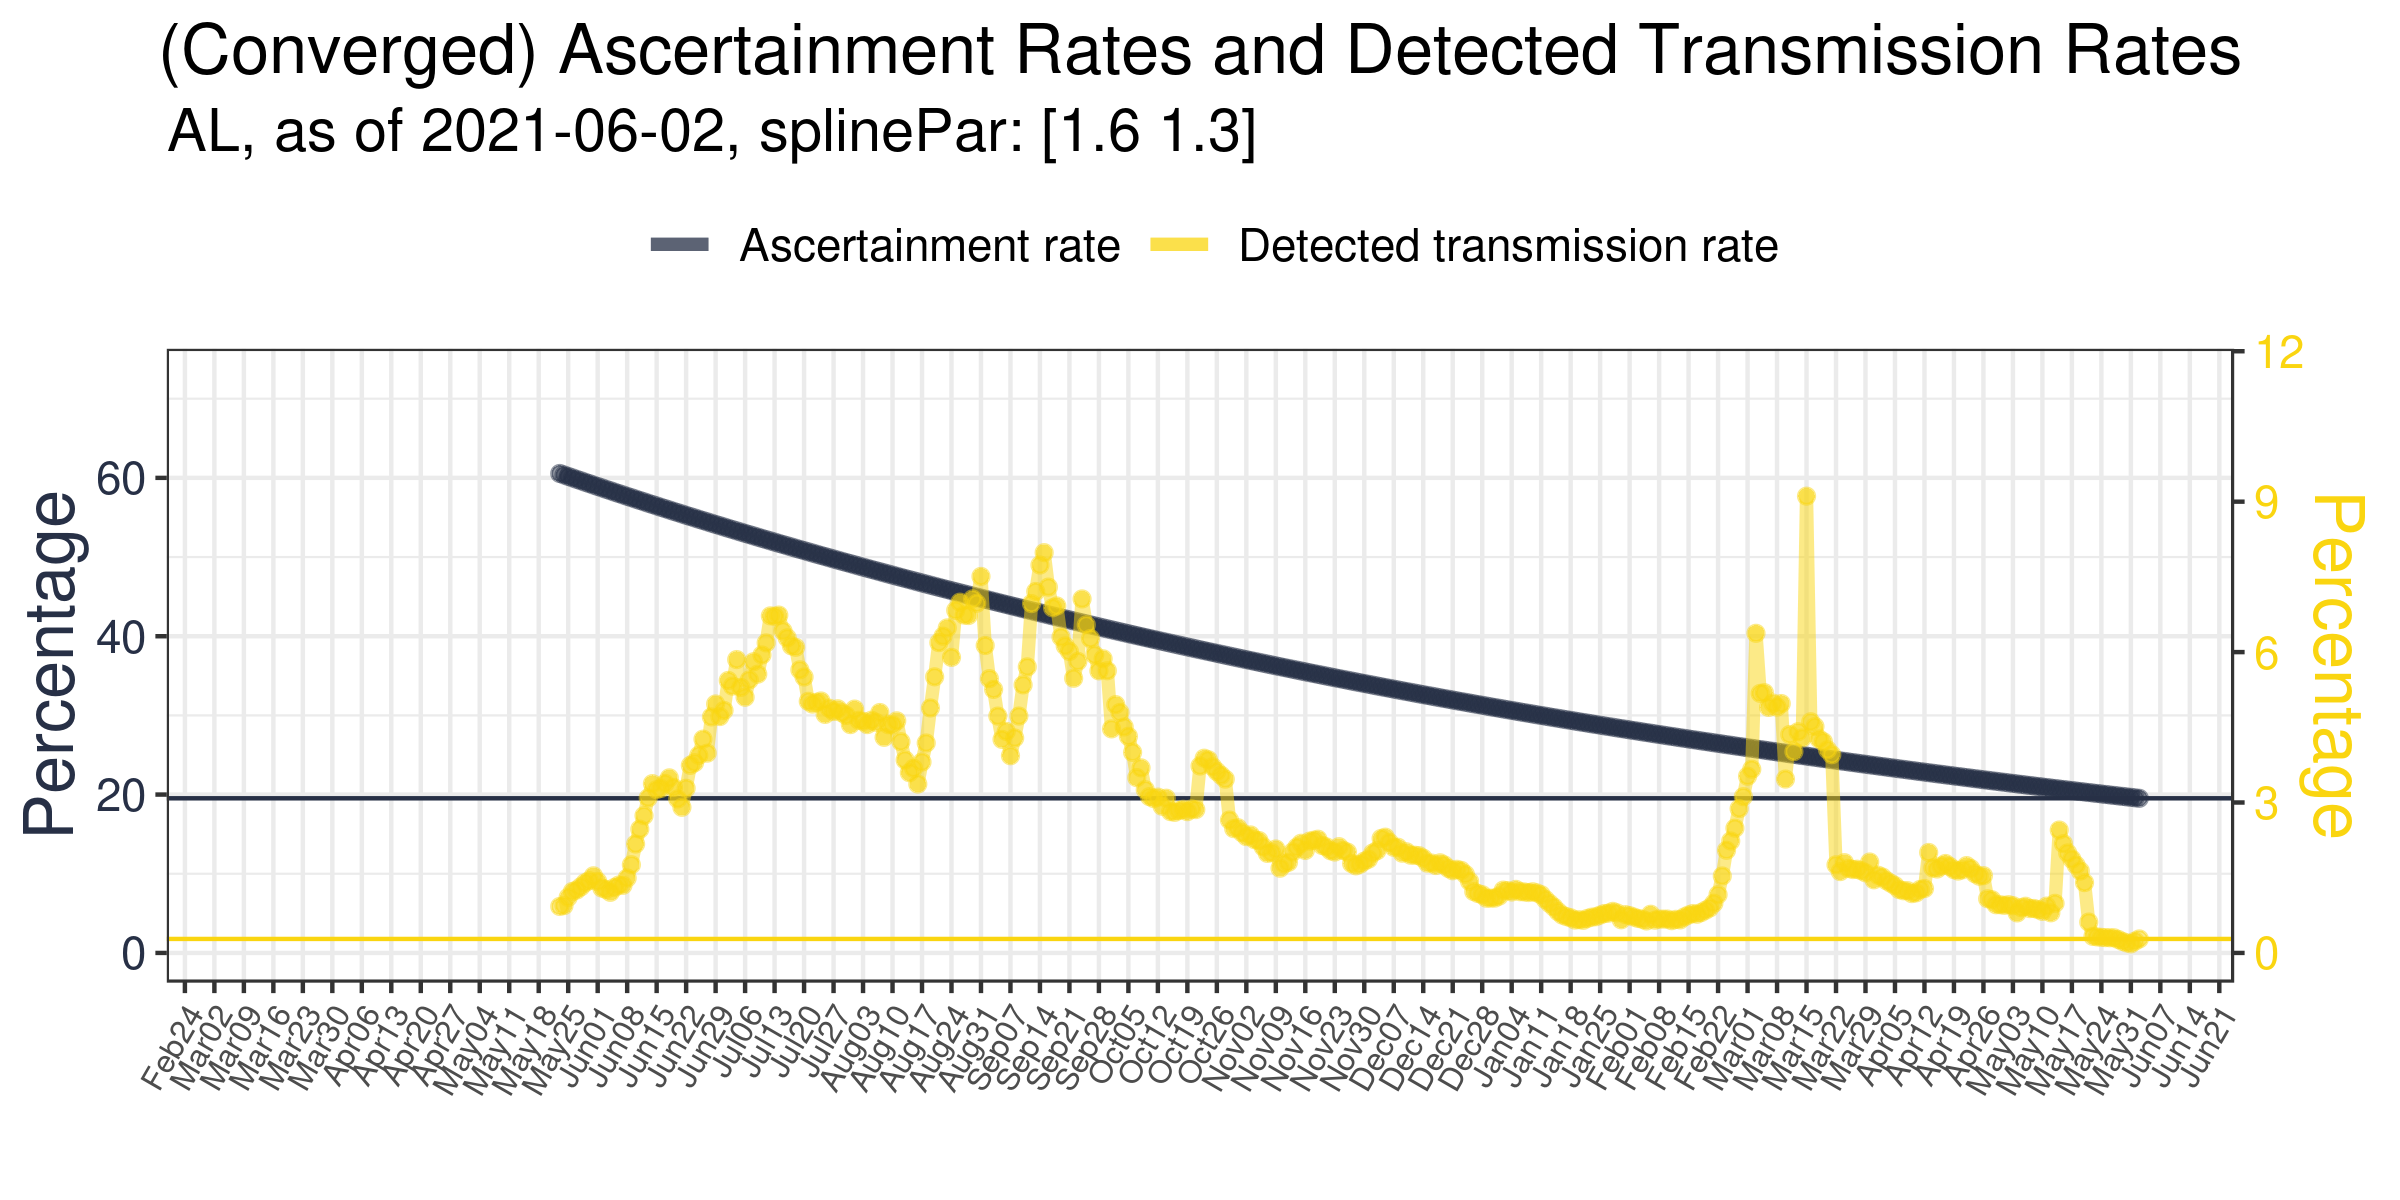 (Converged) Ascertainment Rates and Detected Transmission Rates
AL, as of 2021-06-02, splinePar: [1.6 1.3]
Ascertainment rate Detected transmission rate
Percentage
60
40
20
0
12
9
6
3
0
Percentage
Feb24 Mar02 Mar09 Mar16 Mar23 Mar30 Apr06 Apr13 Apr20 Apr27 May04 May11 May18 May25 Jun01 Jun08 Jun15 Jun22 Jun29 Jul06 Jul13 Jul20 Jul27 Aug03 Aug10 Aug17 Aug24 Aug31 Sep07 Sep14 Sep21 Sep28 Oct05 Oct12 Oct19 Oct26 Nov02 Nov09 Nov16 Nov23 Nov30 Dec07 Dec14 Dec21 Dec28 Jan04 Jan11 Jan18 Jan25 Feb01 Feb08 Feb15 Feb22 Mar01 Mar08 Mar15 Mar22 Mar29 Apr05 Apr12 Apr19 Apr26 May03 May10 May17 May24 May31 Jun07 Jun14 Jun21